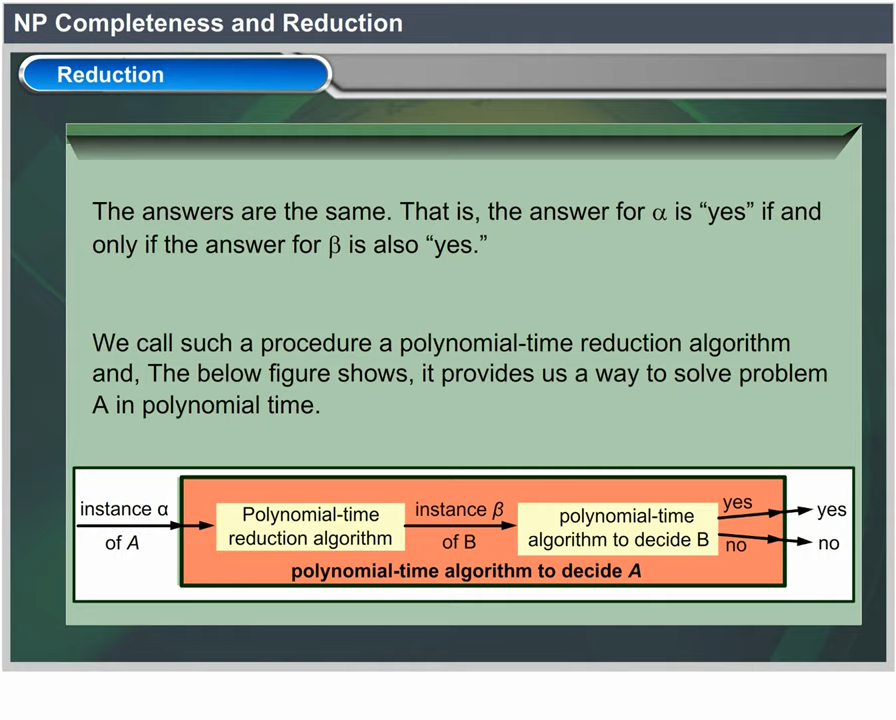 NP Completeness and Reduction
Reduction
The answers are the same. That is, the answer for α is “yes” if and
only if the answer for β is also “yes.”
We call such a procedure a polynomial-time reduction algorithm
and, The below figure shows, it provides us a way to solve problem
A in polynomial time.
instance α
of A
Polynomial-time
reduction algorithm
instance β
of B
polynomial-time
algorithm to decide B
yes
no
yes
no
polynomial-time algorithm to decide A